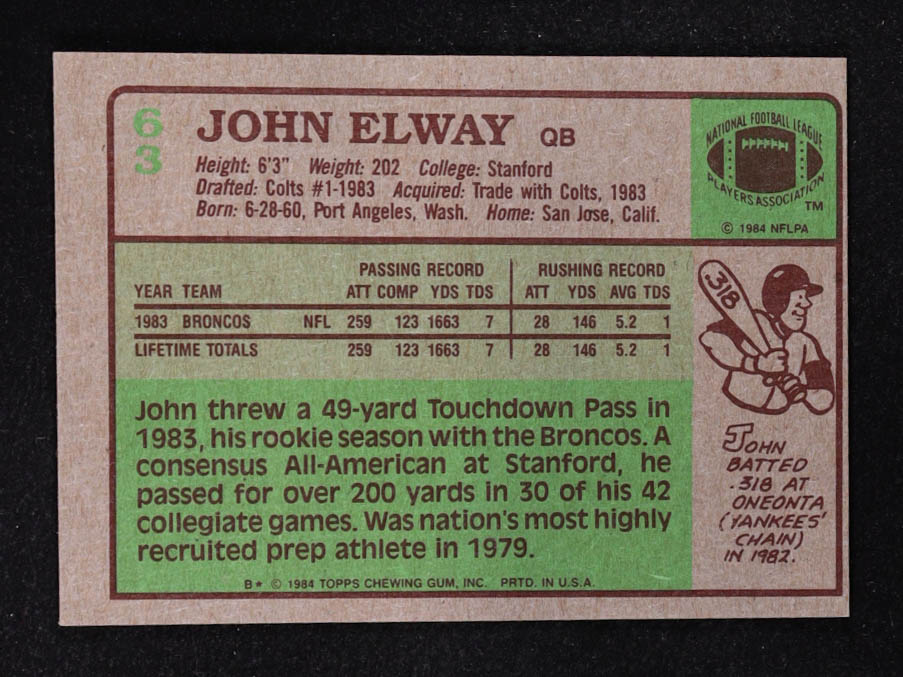 63
JOHN ELWAY QB
Height: 6'3" Weight: 202 College: Stanford
Drafted: Colts #1-1983 Acquired: Trade with Colts, 1983
Born: 6-28-60, Port Angeles, Wash. Home: San Jose, Calif.
NATIONAL FOOTBALL LEAGUE
PLAYERS ASSOCIATION
TM
© 1984 NFLPA
PASSING RECORD RUSHING RECORD
YEAR TEAM ATT COMP YDS TDS ATT YDS AVG TDS
1983 BRONCOS NFL 259 123 1663 7 28 146 5.2 1
LIFETIME TOTALS 259 123 1663 7 28 146 5.2 1
John threw a 49-yard Touchdown Pass in
1983, his rookie season with the Broncos. A
consensus All-American at Stanford, he
passed for over 200 yards in 30 of his 42
collegiate games. Was nation's most highly
recruited prep athlete in 1979.
B★ © 1984 TOPPS CHEWING GUM, INC. PRTD. IN U.S.A.
.318
JOHN
BATTED
.318 AT
ONEONTA
(YANKEES'
CHAIN)
IN 1982.